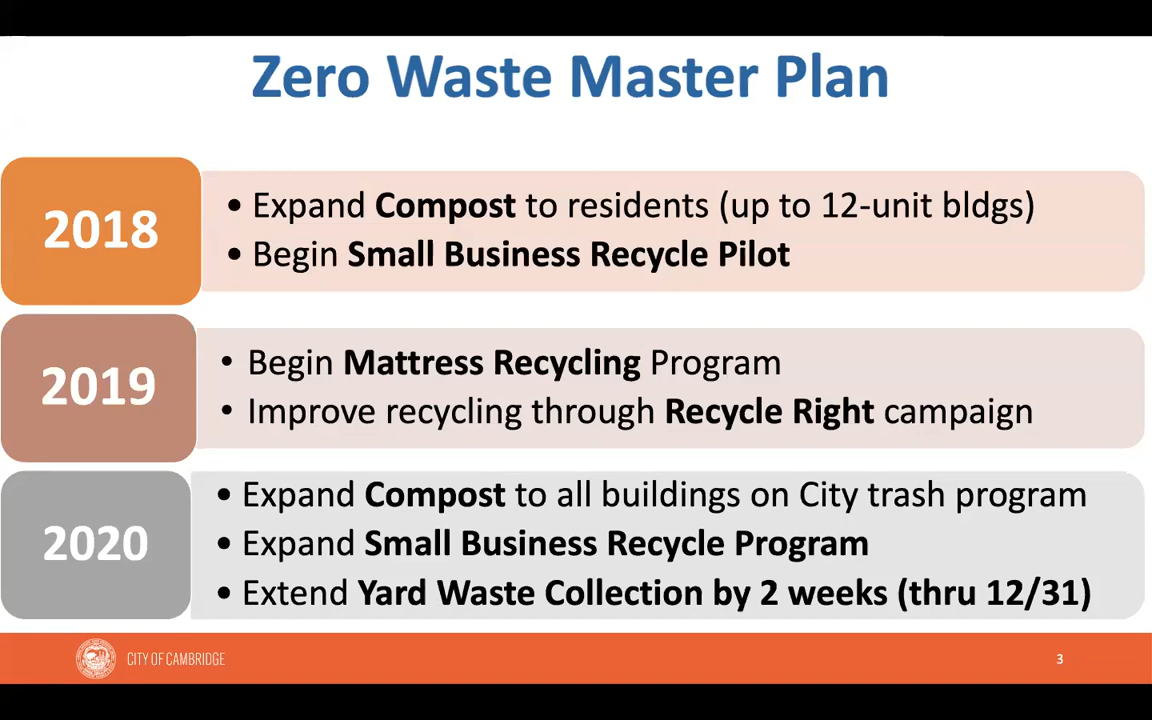 Zero Waste Master Plan
2018
• Expand Compost to residents (up to 12-unit bldgs)
• Begin Small Business Recycle Pilot
2019
• Begin Mattress Recycling Program
• Improve recycling through Recycle Right campaign
2020
• Expand Compost to all buildings on City trash program
• Expand Small Business Recycle Program
• Extend Yard Waste Collection by 2 weeks (thru 12/31)
CITY OF CAMBRIDGE
3